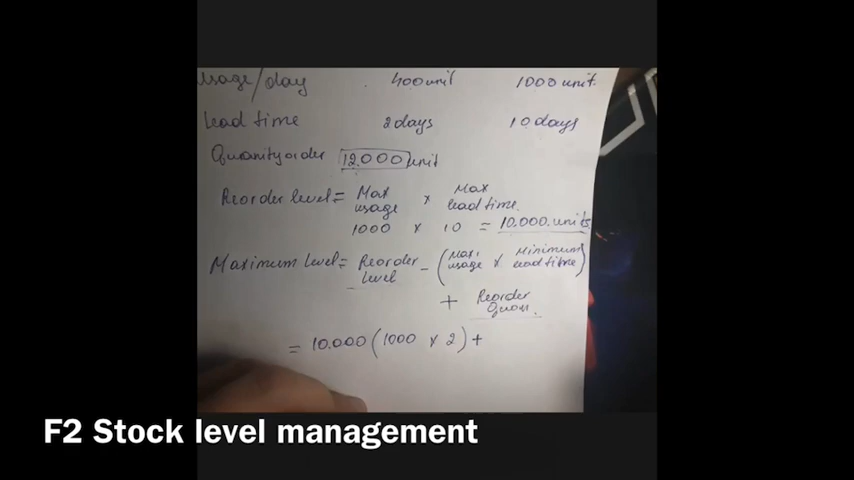 Usage/day 400 unit 1000 unit
Lead time 2 days 10 days
Quanity order 12.000 unit
Reorder level = Max usage x Max lead time.
1000 x 10 = 10.000 units
Maximum level = Reorder level - (Maxi usage x Minimum lead time)
+ Reorder Quan.
= 10.000 (1000 x 2) +
F2 Stock level management